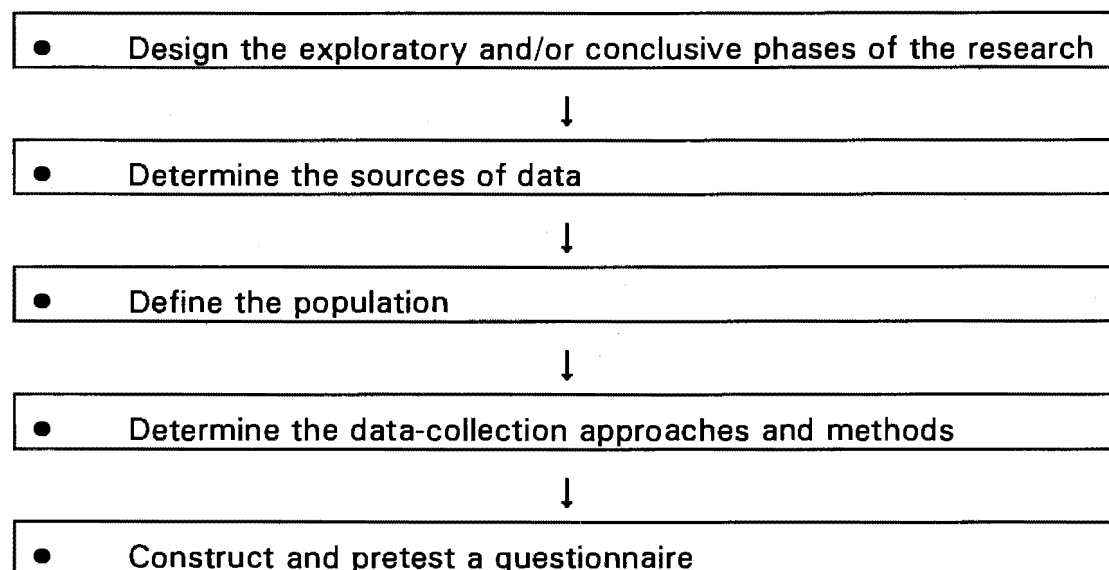 ● Design the exploratory and/or conclusive phases of the research
↓
● Determine the sources of data
↓
● Define the population
↓
● Determine the data-collection approaches and methods
↓
● Construct and pretest a questionnaire